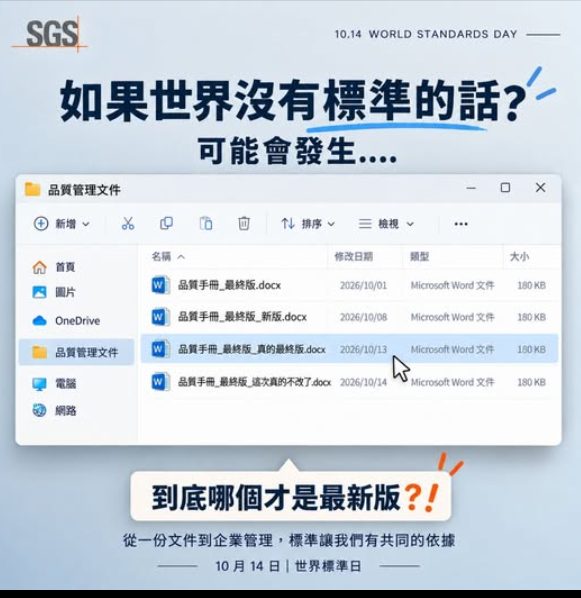 SGS
10.14 WORLD STANDARDS DAY
如果世界沒有標準的話?
可能會發生....
品質管理文件
新增 排序 檢視
首頁
圖片
OneDrive
品質管理文件
電腦
網路
名稱 修改日期 類型 大小
品質手冊_最終版.docx 2026/10/01 Microsoft Word 文件 180 KB
品質手冊_最終版_新版.docx 2026/10/08 Microsoft Word 文件 180 KB
品質手冊_最終版_真的最終版.docx 2026/10/13 Microsoft Word 文件 180 KB
品質手冊_最終版_這次真的不改了.docx 2026/10/14 Microsoft Word 文件 180 KB
到底哪個才是最新版?!
從一份文件到企業管理，標準讓我們有共同的依據
10 月 14 日 | 世界標準日